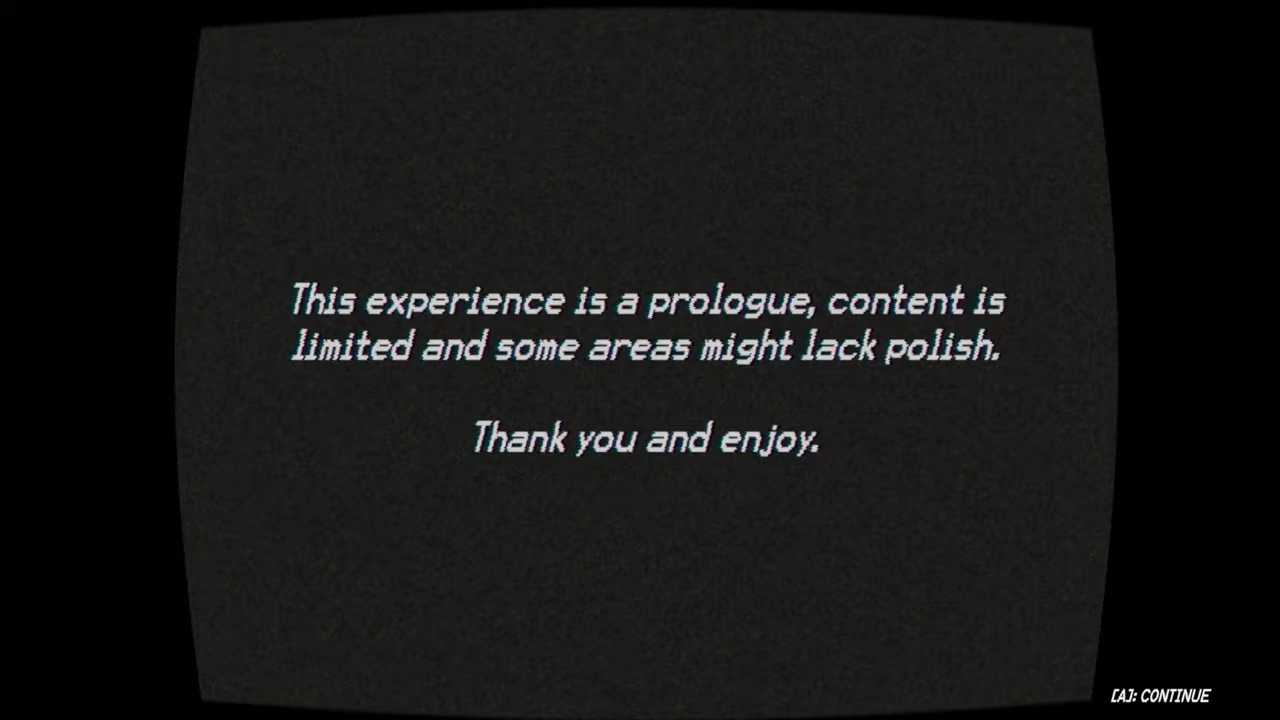 This experience is a prologue, content is
limited and some areas might lack polish.
Thank you and enjoy.
[A]: CONTINUE